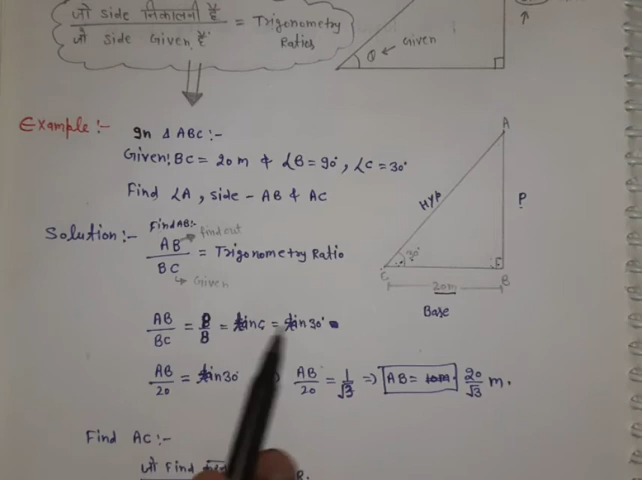 जो side निकालनी है
जो side Given है
= Trigonometry Ratios
θ ← Given
Example :-
In Δ ABC :-
Given: BC = 20 m & ∠B = 90°, ∠C = 30°
Find ∠A, side - AB & AC
Solution :-
Find AB:-
AB → find out
BC → Given
= Trigonometry Ratio
AB/BC = P/B = tan C = tan 30°
AB/20 = tan 30 ⇒ AB/20 = 1/√3 ⇒ AB = 20/√3 m.
Find AC :-
जो Find
A
HYP
P
30°
C
B
20m
Base